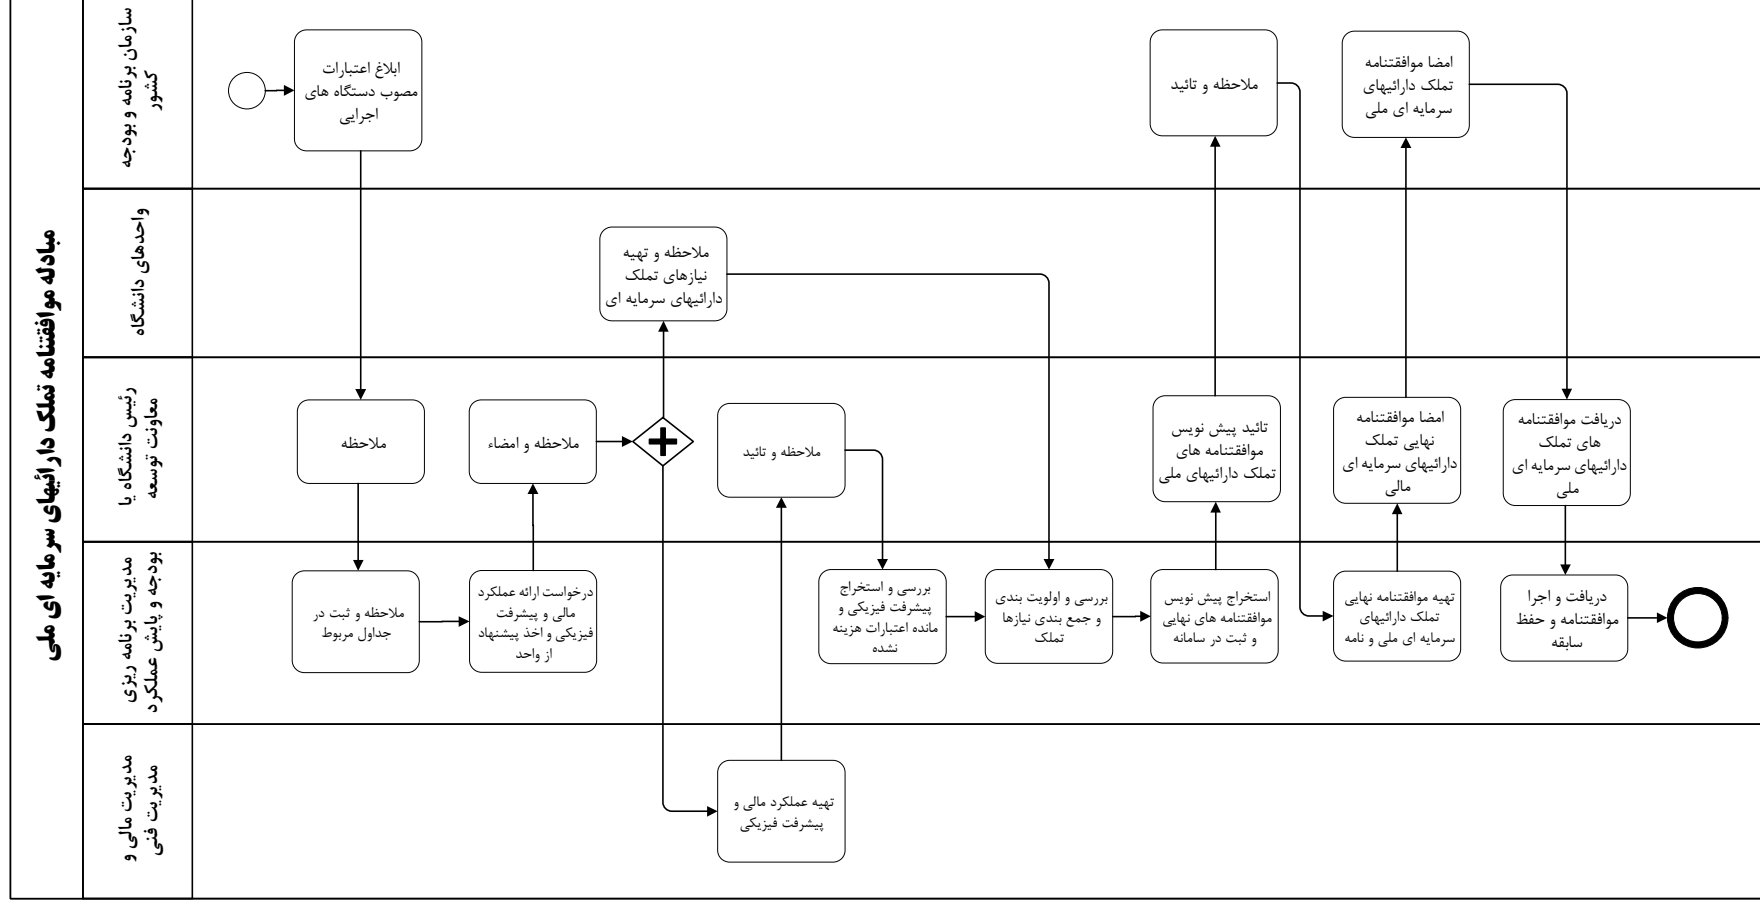 مبادله موافقتنامه تملک دارائیهای سرمایه ای ملی
سازمان برنامه و بودجه
کشور
ابلاغ اعتبارات
مصوب دستگاه های
اجرایی
ملاحظه و تائید
امضا موافقتنامه
تملک دارائیهای
سرمایه ای ملی
واحدهای دانشگاه
ملاحظه و تهیه
نیازهای تملک
دارائیهای سرمایه ای
رئیس دانشگاه یا
معاونت توسعه
ملاحظه
ملاحظه و امضاء
ملاحظه و تائید
تائید پیش نویس
موافقتنامه های
تملک دارائیهای ملی
امضا موافقتنامه
نهایی تملک
دارائیهای سرمایه ای
مالی
دریافت موافقتنامه
های تملک
دارائیهای سرمایه ای
ملی
مدیریت برنامه ریزی
بودجه و پایش عملکرد
ملاحظه و ثبت در
جداول مربوط
درخواست ارائه عملکرد
مالی و پیشرفت
فیزیکی و اخذ پیشنهاد
از واحد
بررسی و استخراج
پیشرفت فیزیکی و
مانده اعتبارات هزینه
نشده
بررسی و اولویت بندی
و جمع بندی نیازها
تملک
استخراج پیش نویس
موافقتنامه های نهایی
و ثبت در سامانه
تهیه موافقتنامه نهایی
تملک دارائیهای
سرمایه ای ملی و نامه
دریافت و اجرا
موافقتنامه و حفظ
سابقه
مدیریت مالی و
مدیریت فنی
تهیه عملکرد مالی و
پیشرفت فیزیکی